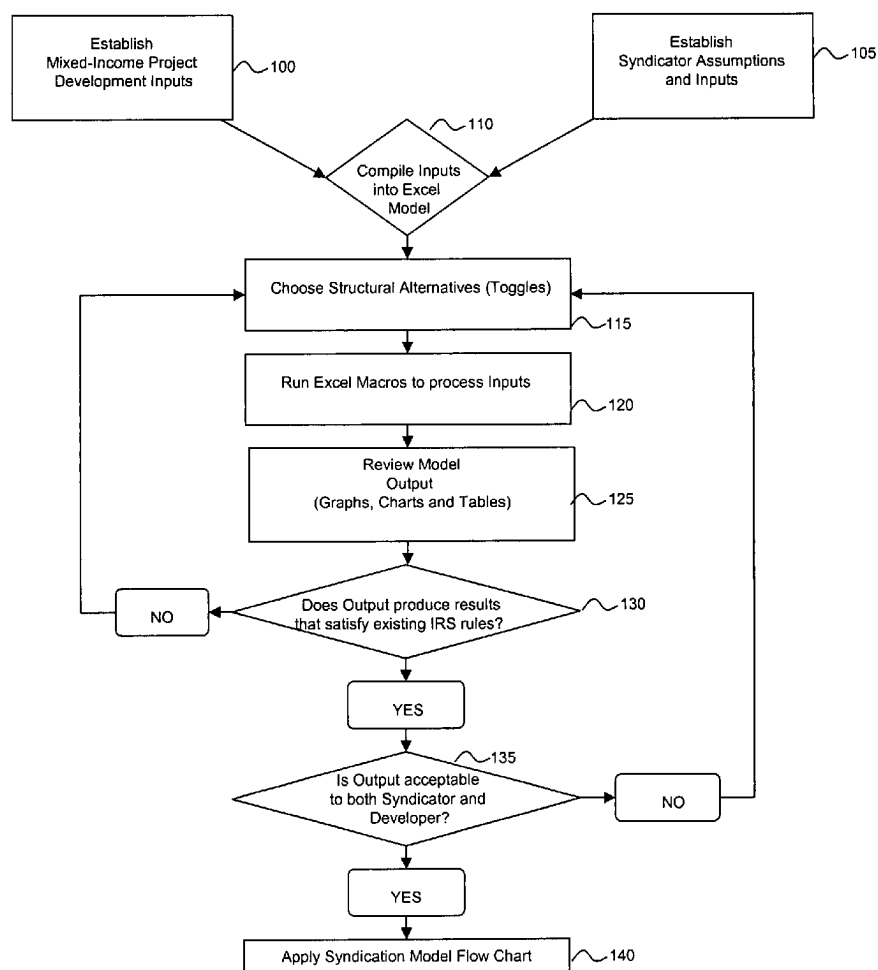 Establish
Mixed-Income Project
Development Inputs
100
Establish
Syndicator Assumptions
and Inputs
105
110
Compile Inputs
into Excel
Model
Choose Structural Alternatives (Toggles)
115
Run Excel Macros to process Inputs
120
Review Model
Output
(Graphs, Charts and Tables)
125
Does Output produce results
that satisfy existing IRS rules?
130
NO
YES
135
Is Output acceptable
to both Syndicator and
Developer?
NO
YES
Apply Syndication Model Flow Chart
140